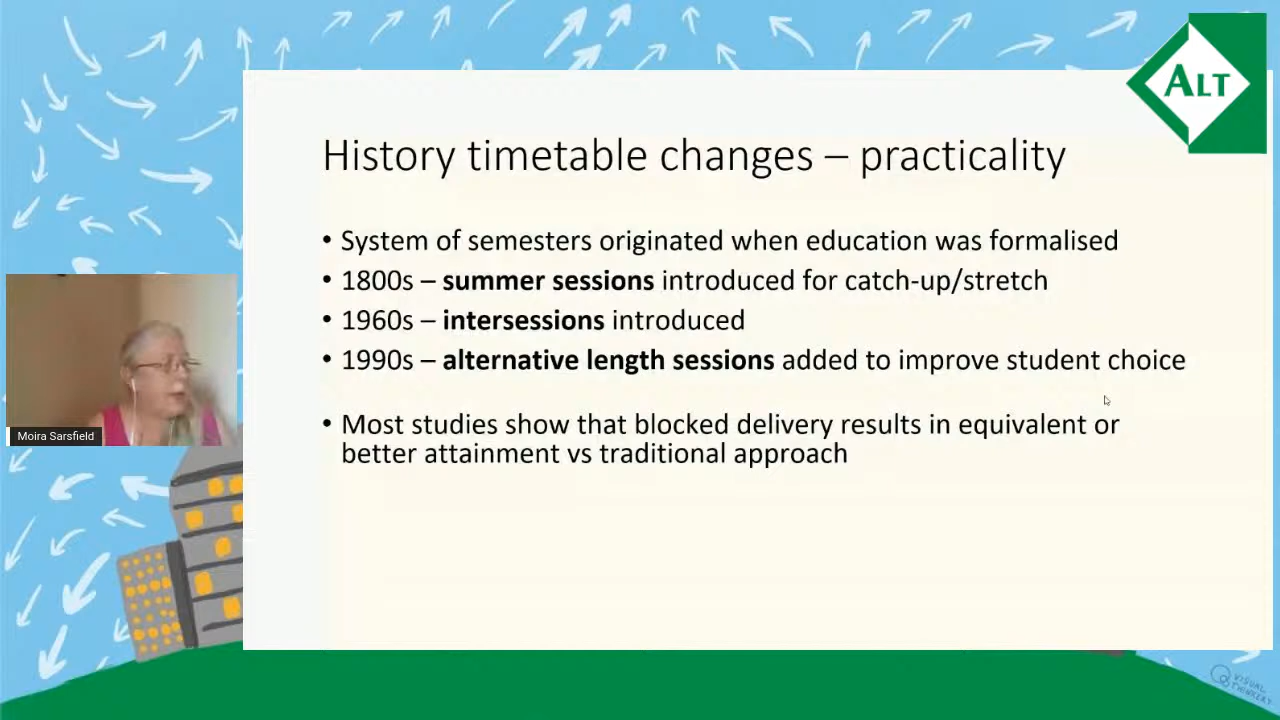 ALT
History timetable changes – practicality
• System of semesters originated when education was formalised
• 1800s – summer sessions introduced for catch-up/stretch
• 1960s – intersessions introduced
• 1990s – alternative length sessions added to improve student choice
• Most studies show that blocked delivery results in equivalent or
better attainment vs traditional approach
Moira Sarsfield
VISUAL
THINKERY